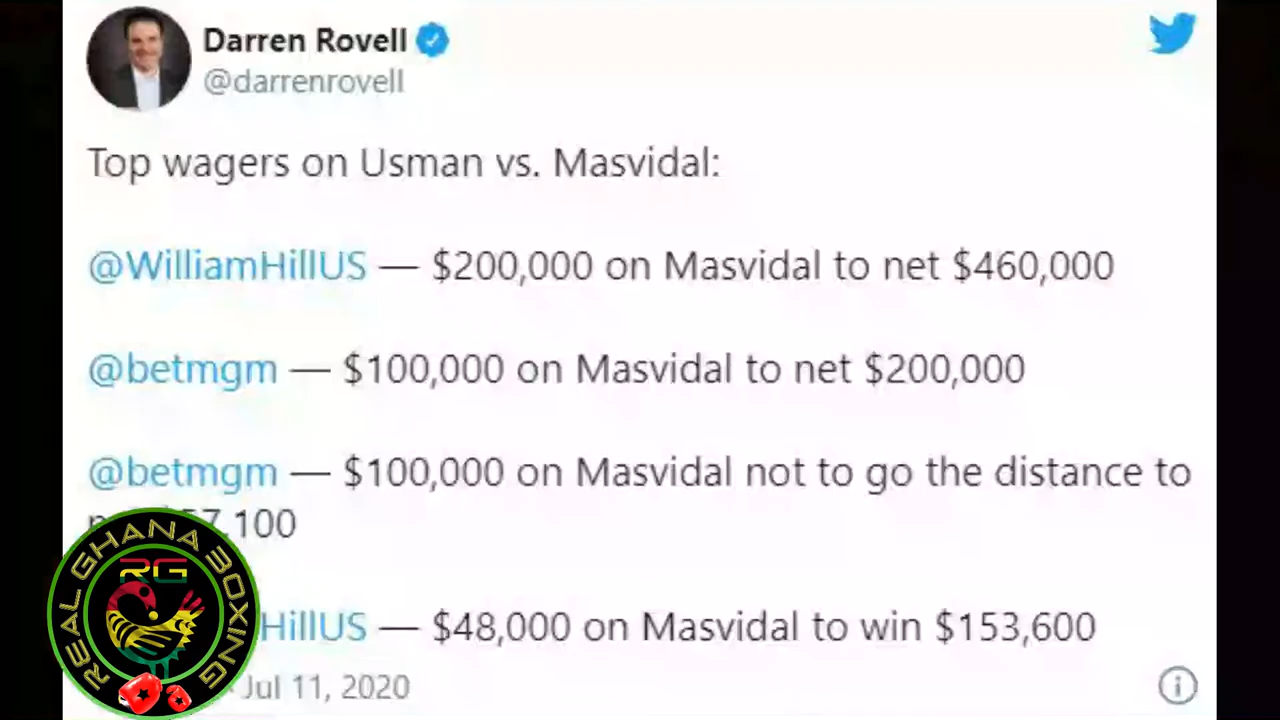 Darren Rovell
@darrenrovell
Top wagers on Usman vs. Masvidal:
@WilliamHillUS — $200,000 on Masvidal to net $460,000
@betmgm — $100,000 on Masvidal to net $200,000
@betmgm — $100,000 on Masvidal not to go the distance to
57,100
HillUS — $48,000 on Masvidal to win $153,600
Jul 11, 2020
REAL GHANA BOXING
RG